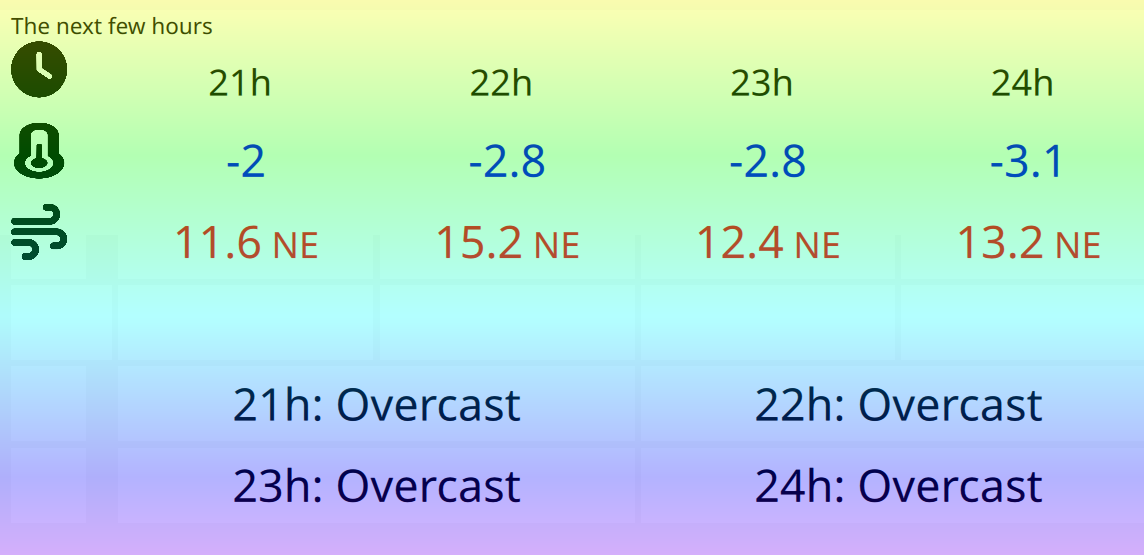 The next few hours
21h 22h 23h 24h
-2 -2.8 -2.8 -3.1
11.6 NE 15.2 NE 12.4 NE 13.2 NE
21h: Overcast 22h: Overcast
23h: Overcast 24h: Overcast